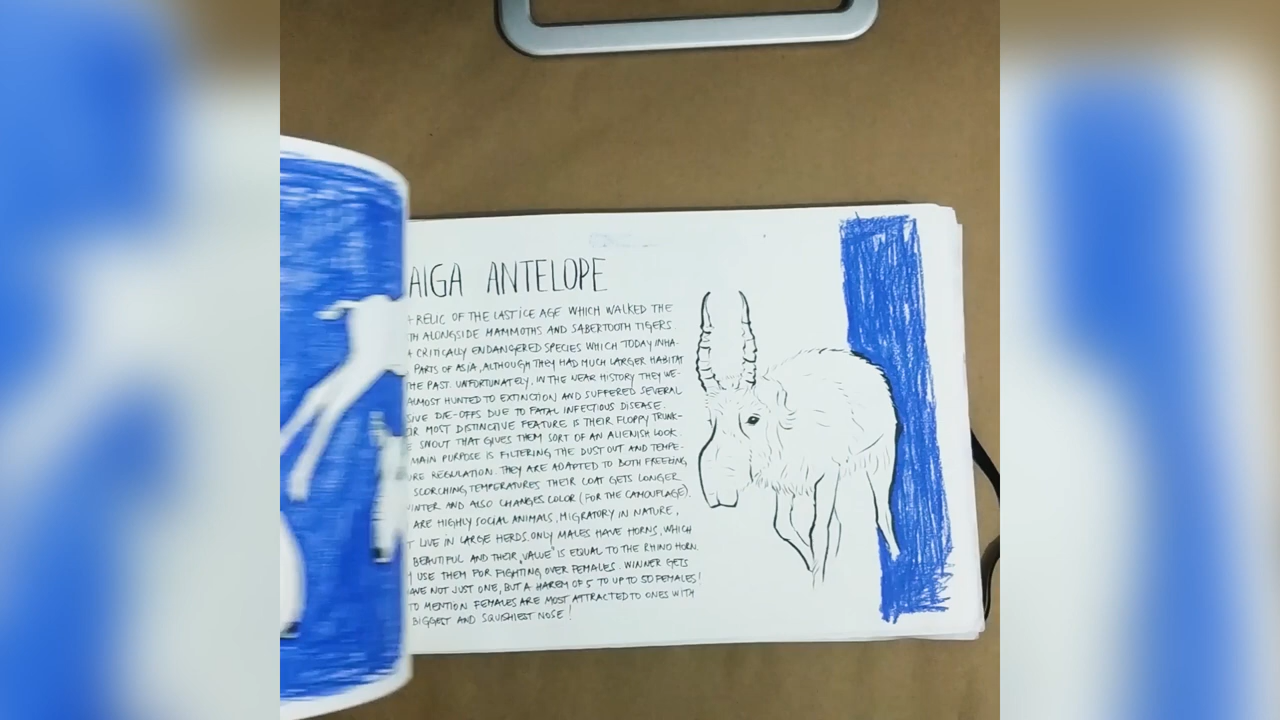 AIGA ANTELOPE
RELIC OF THE LAST ICE AGE WHICH WALKED THE
TH ALONGSIDE MAMMOTHS AND SABERTOOTH TIGERS.
A CRITICALLY ENDANGERED SPECIES WHICH TODAY INHA-
PARTS OF ASIA, ALTHOUGH THEY HAD MUCH LARGER HABITAT
THE PAST. UNFORTUNATELY, IN THE NEAR HISTORY THEY WE-
ALMOST HUNTED TO EXTINCTION AND SUFFERED SEVERAL
SIVE DIE-OFFS DUE TO FATAL INFECTIOUS DISEASE.
IR MOST DISTINCTIVE FEATURE IS THEIR FLOPPY TRUNK-
E SNOUT THAT GIVES THEM SORT OF AN ALIENISH LOOK.
MAIN PURPOSE IS FILTERING THE DUST OUT AND TEMPE-
URE REGULATION. THEY ARE ADAPTED TO BOTH FREEZING
SCORCHING TEMPERATURES THEIR COAT GETS LONGER
WINTER AND ALSO CHANGES COLOR (FOR THE CAMOUFLAGE).
ARE HIGHLY SOCIAL ANIMALS, MIGRATORY IN NATURE,
T LIVE IN LARGE HERDS. ONLY MALES HAVE HORNS, WHICH
BEAUTIFUL AND THEIR „VALUE" IS EQUAL TO THE RHINO HORN.
Y USE THEM FOR FIGHTING OVER FEMALES. WINNER GETS
AVE NOT JUST ONE, BUT A HAREM OF 5 TO UP TO 50 FEMALES!
TO MENTION FEMALES ARE MOST ATTRACTED TO ONES WITH
BIGGEST AND SQUISHIEST NOSE!